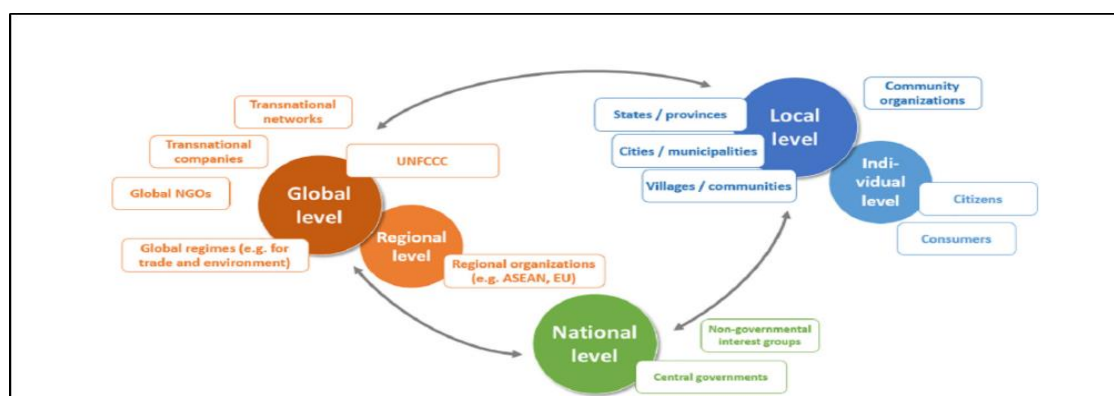 Transnational
networks
Transnational
companies
UNFCCC
Global NGOs
Global
level
Global regimes (e.g. for
trade and environment)
Regional
level
Regional organizations
(e.g. ASEAN, EU)
States / provinces
Cities / municipalities
Villages / communities
Local
level
Community
organizations
Indi-
vidual
level
Citizens
Consumers
National
level
Non-governmental
interest groups
Central governments